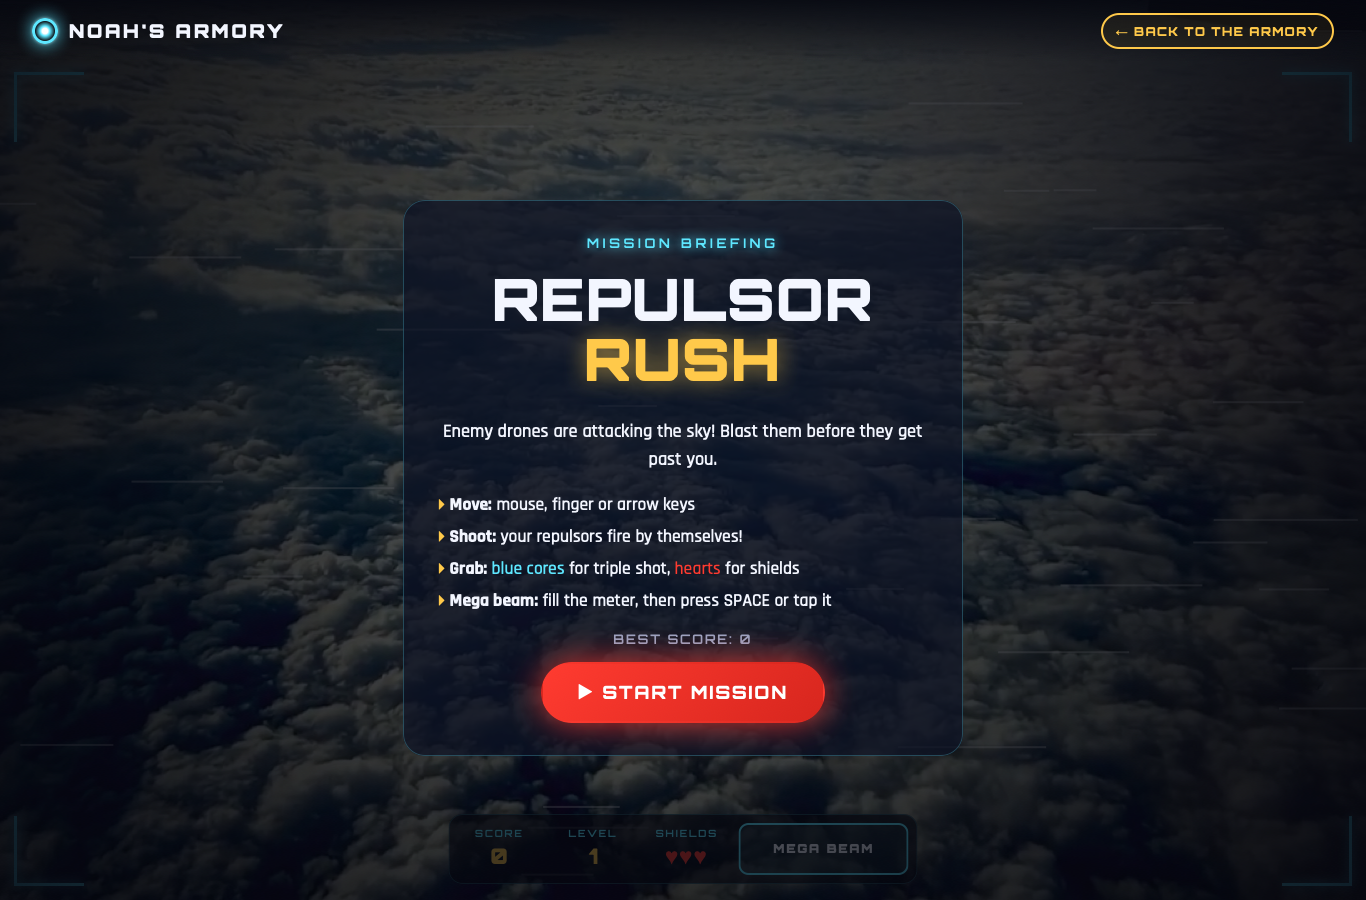 NOAH'S ARMORY
← BACK TO THE ARMORY
MISSION BRIEFING
REPULSOR
RUSH
Enemy drones are attacking the sky! Blast them before they get
past you.
Move: mouse, finger or arrow keys
Shoot: your repulsors fire by themselves!
Grab: blue cores for triple shot, hearts for shields
Mega beam: fill the meter, then press SPACE or tap it
BEST SCORE: 0
▶ START MISSION
SCORE LEVEL SHIELDS
0 1 ♥♥♥
MEGA BEAM